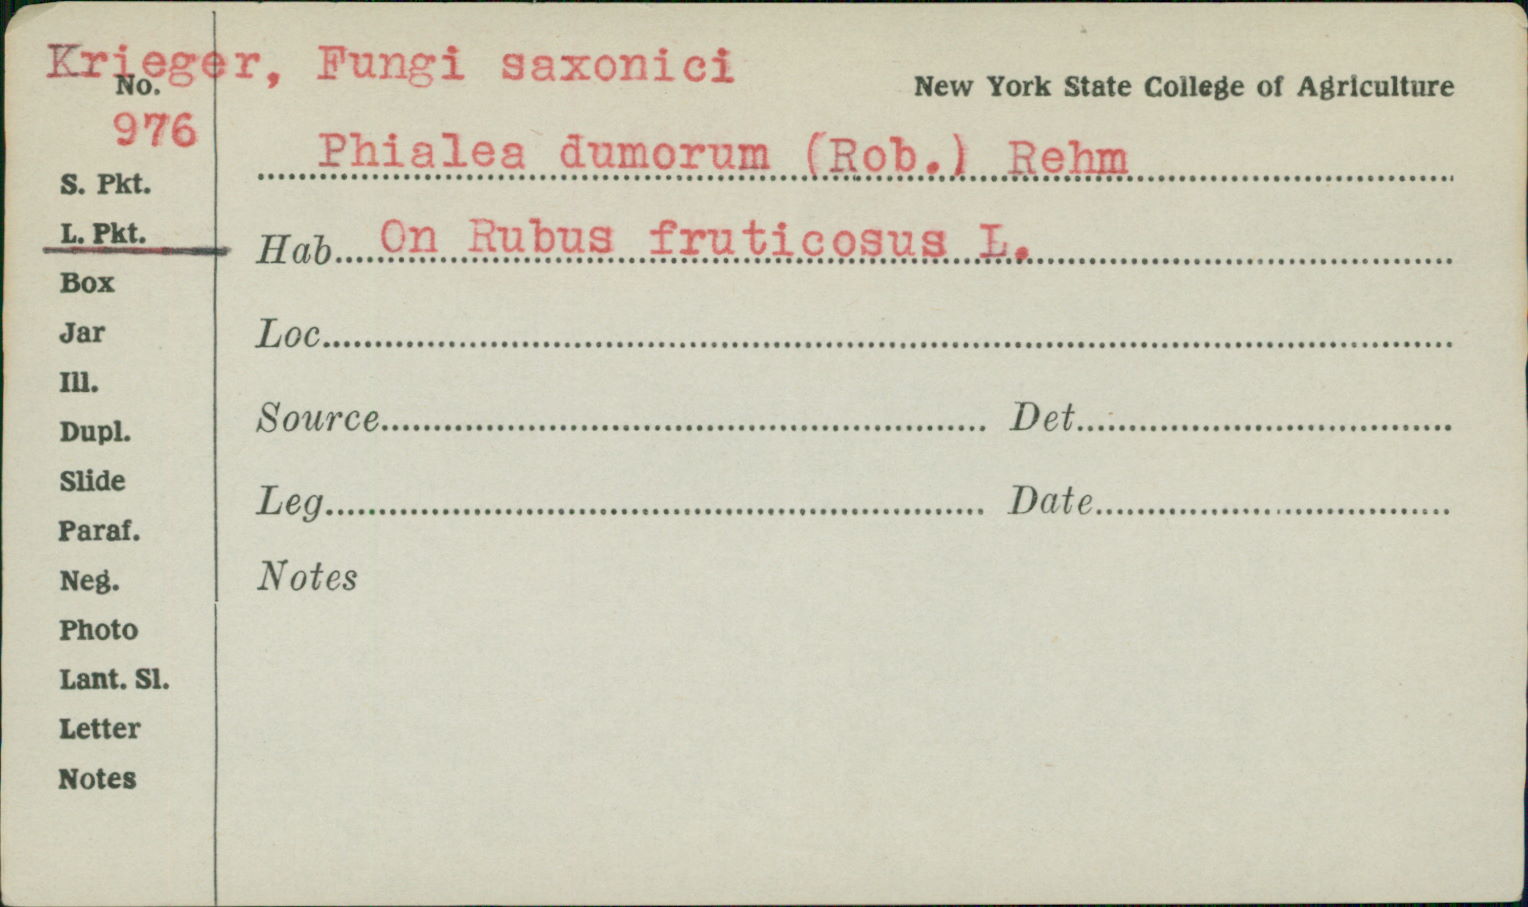 Krieger, Fungi saxonici
No. New York State College of Agriculture
976
Phialea dumorum (Rob.) Rehm
S. Pkt.
L. Pkt.
Hab. On Rubus fruticosus L.
Box
Jar
Loc.
Ill.
Dupl.
Source Det.
Slide
Leg. Date
Paraf.
Neg.
Notes
Photo
Lant. Sl.
Letter
Notes